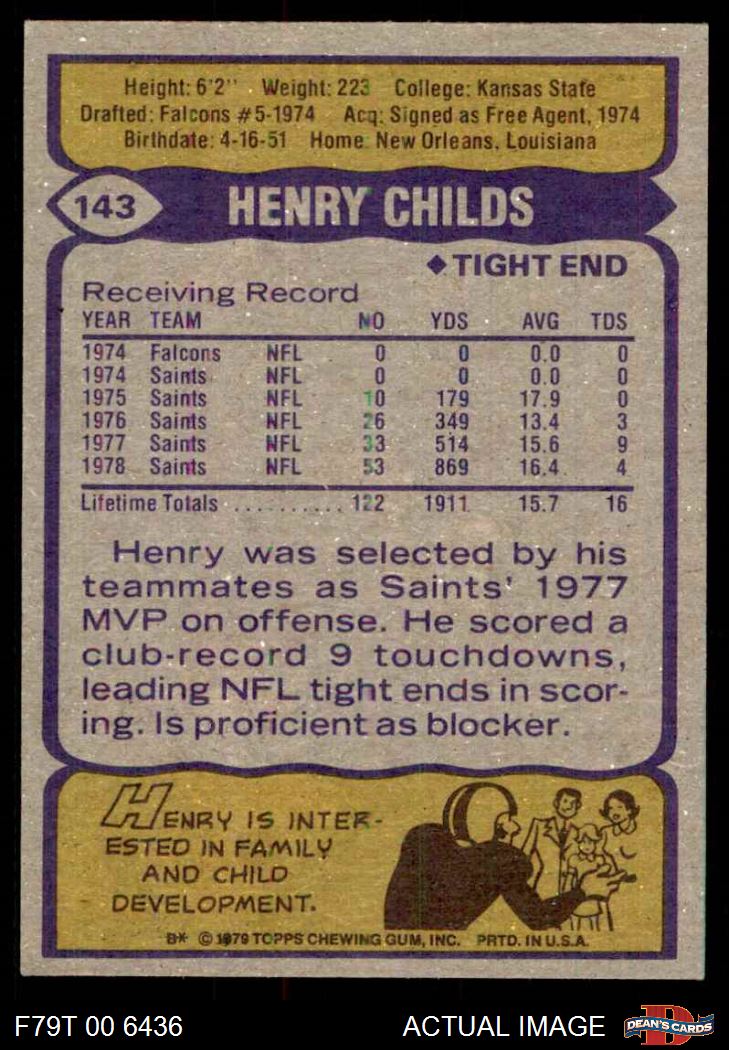 Height: 6'2'' Weight: 223 College: Kansas State
Drafted: Falcons #5-1974 Acq: Signed as Free Agent, 1974
Birthdate: 4-16-51 Home: New Orleans, Louisiana
143 HENRY CHILDS
◆TIGHT END
Receiving Record
YEAR TEAM NO YDS AVG TDS
1974 Falcons NFL 0 0 0.0 0
1974 Saints NFL 0 0 0.0 0
1975 Saints NFL 10 179 17.9 0
1976 Saints NFL 26 349 13.4 3
1977 Saints NFL 33 514 15.6 9
1978 Saints NFL 53 869 16.4 4
Lifetime Totals .......... 122 1911 15.7 16
Henry was selected by his
teammates as Saints' 1977
MVP on offense. He scored a
club-record 9 touchdowns,
leading NFL tight ends in scor-
ing. Is proficient as blocker.
HENRY IS INTER-
ESTED IN FAMILY
AND CHILD
DEVELOPMENT.
B* © 1979 TOPPS CHEWING GUM, INC. PRTD. IN U.S.A.
F79T 00 6436 ACTUAL IMAGE D DEAN'S CARDS